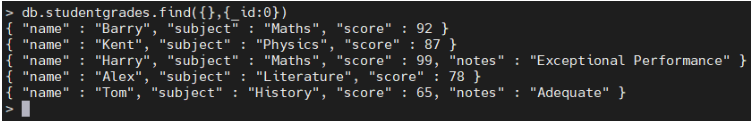 > db.studentgrades.find({},{_id:0})
{ "name" : "Barry", "subject" : "Maths", "score" : 92 }
{ "name" : "Kent", "subject" : "Physics", "score" : 87 }
{ "name" : "Harry", "subject" : "Maths", "score" : 99, "notes" : "Exceptional Performance" }
{ "name" : "Alex", "subject" : "Literature", "score" : 78 }
{ "name" : "Tom", "subject" : "History", "score" : 65, "notes" : "Adequate" }
>